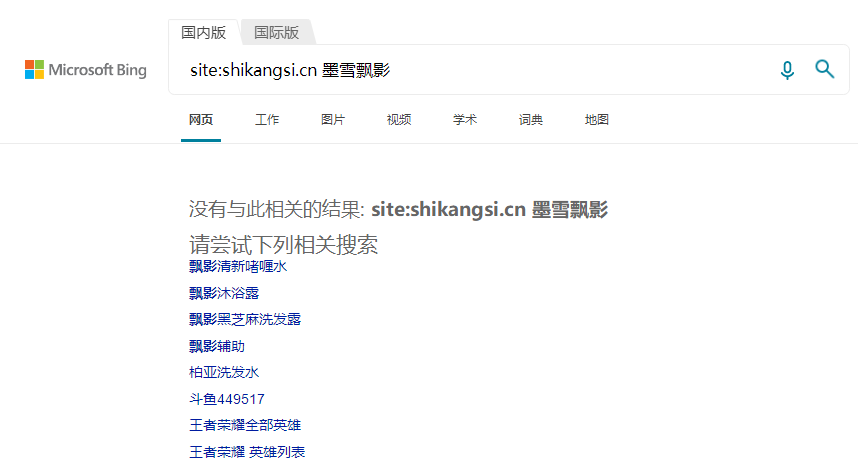 国内版 国际版
Microsoft Bing
site:shikangsi.cn 墨雪飘影
网页 工作 图片 视频 学术 词典 地图
没有与此相关的结果: site:shikangsi.cn 墨雪飘影
请尝试下列相关搜索
飘影清新啫喱水
飘影沐浴露
飘影黑芝麻洗发露
飘影辅助
柏亚洗发水
斗鱼449517
王者荣耀全部英雄
王者荣耀 英雄列表